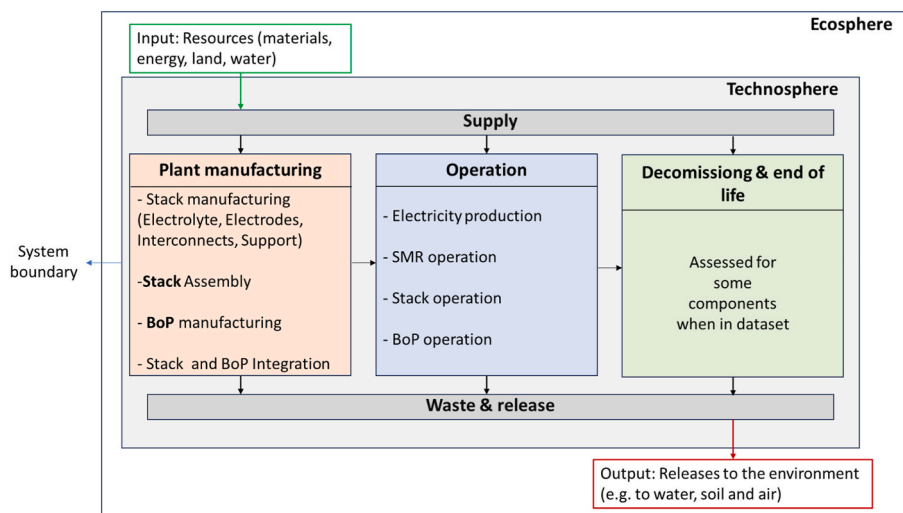 Ecosphere
Input: Resources (materials,
energy, land, water)
Technosphere
Supply
Plant manufacturing
- Stack manufacturing
(Electrolyte, Electrodes,
Interconnects, Support)
-Stack Assembly
- BoP manufacturing
- Stack and BoP Integration
Operation
- Electricity production
- SMR operation
- Stack operation
- BoP operation
Decomissiong & end of
life
Assessed for
some
components
when in dataset
System
boundary
Waste & release
Output: Releases to the environment
(e.g. to water, soil and air)